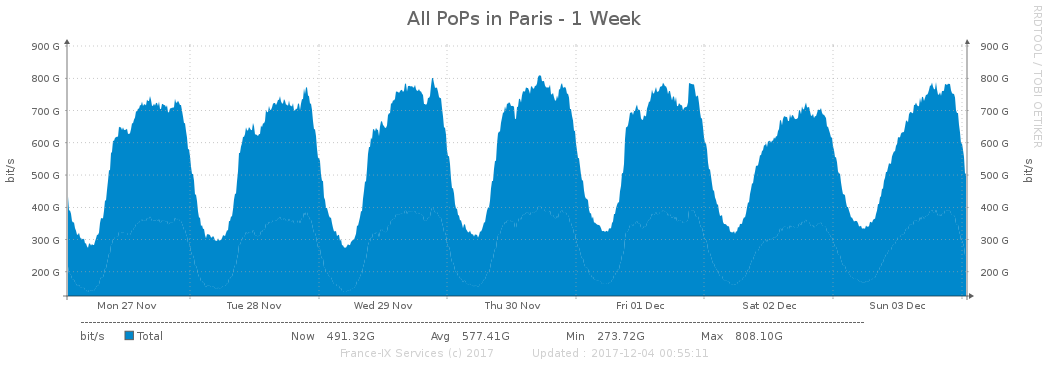 All PoPs in Paris - 1 Week
RRDTOOL / TOBI OETIKER
bit/s
900 G
800 G
700 G
600 G
500 G
400 G
300 G
200 G
900 G
800 G
700 G
600 G
500 G
400 G
300 G
200 G
bit/s
Mon 27 Nov Tue 28 Nov Wed 29 Nov Thu 30 Nov Fri 01 Dec Sat 02 Dec Sun 03 Dec
bit/s Total Now 491.32G Avg 577.41G Min 273.72G Max 808.10G
France-IX Services (c) 2017 Updated : 2017-12-04 00:55:11